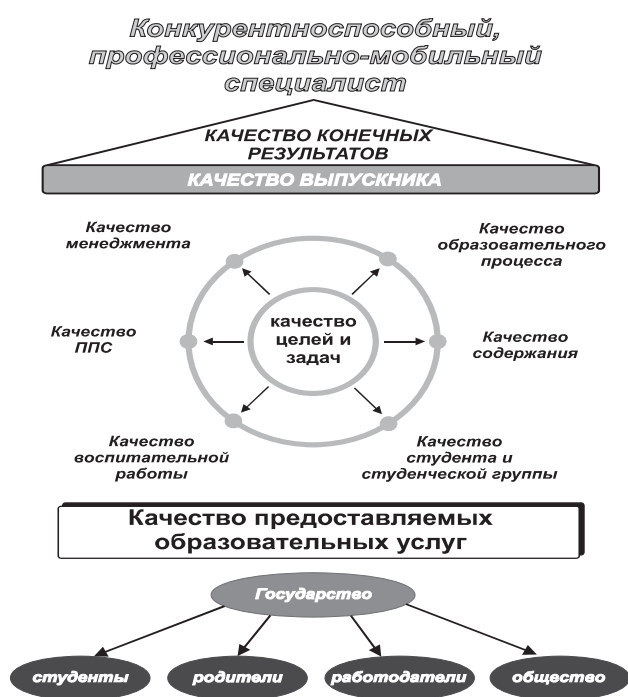 Конкурентноспособный,
профессионально-мобильный
специалист
КАЧЕСТВО КОНЕЧНЫХ
РЕЗУЛЬТАТОВ
КАЧЕСТВО ВЫПУСКНИКА
Качество
менеджмента
Качество
образовательного
процесса
Качество
ППС
качество
целей и
задач
Качество
содержания
Качество
воспитательной
работы
Качество
студента и
студенческой группы
Качество предоставляемых
образовательных услуг
Государство
студенты
родители
работодатели
общество